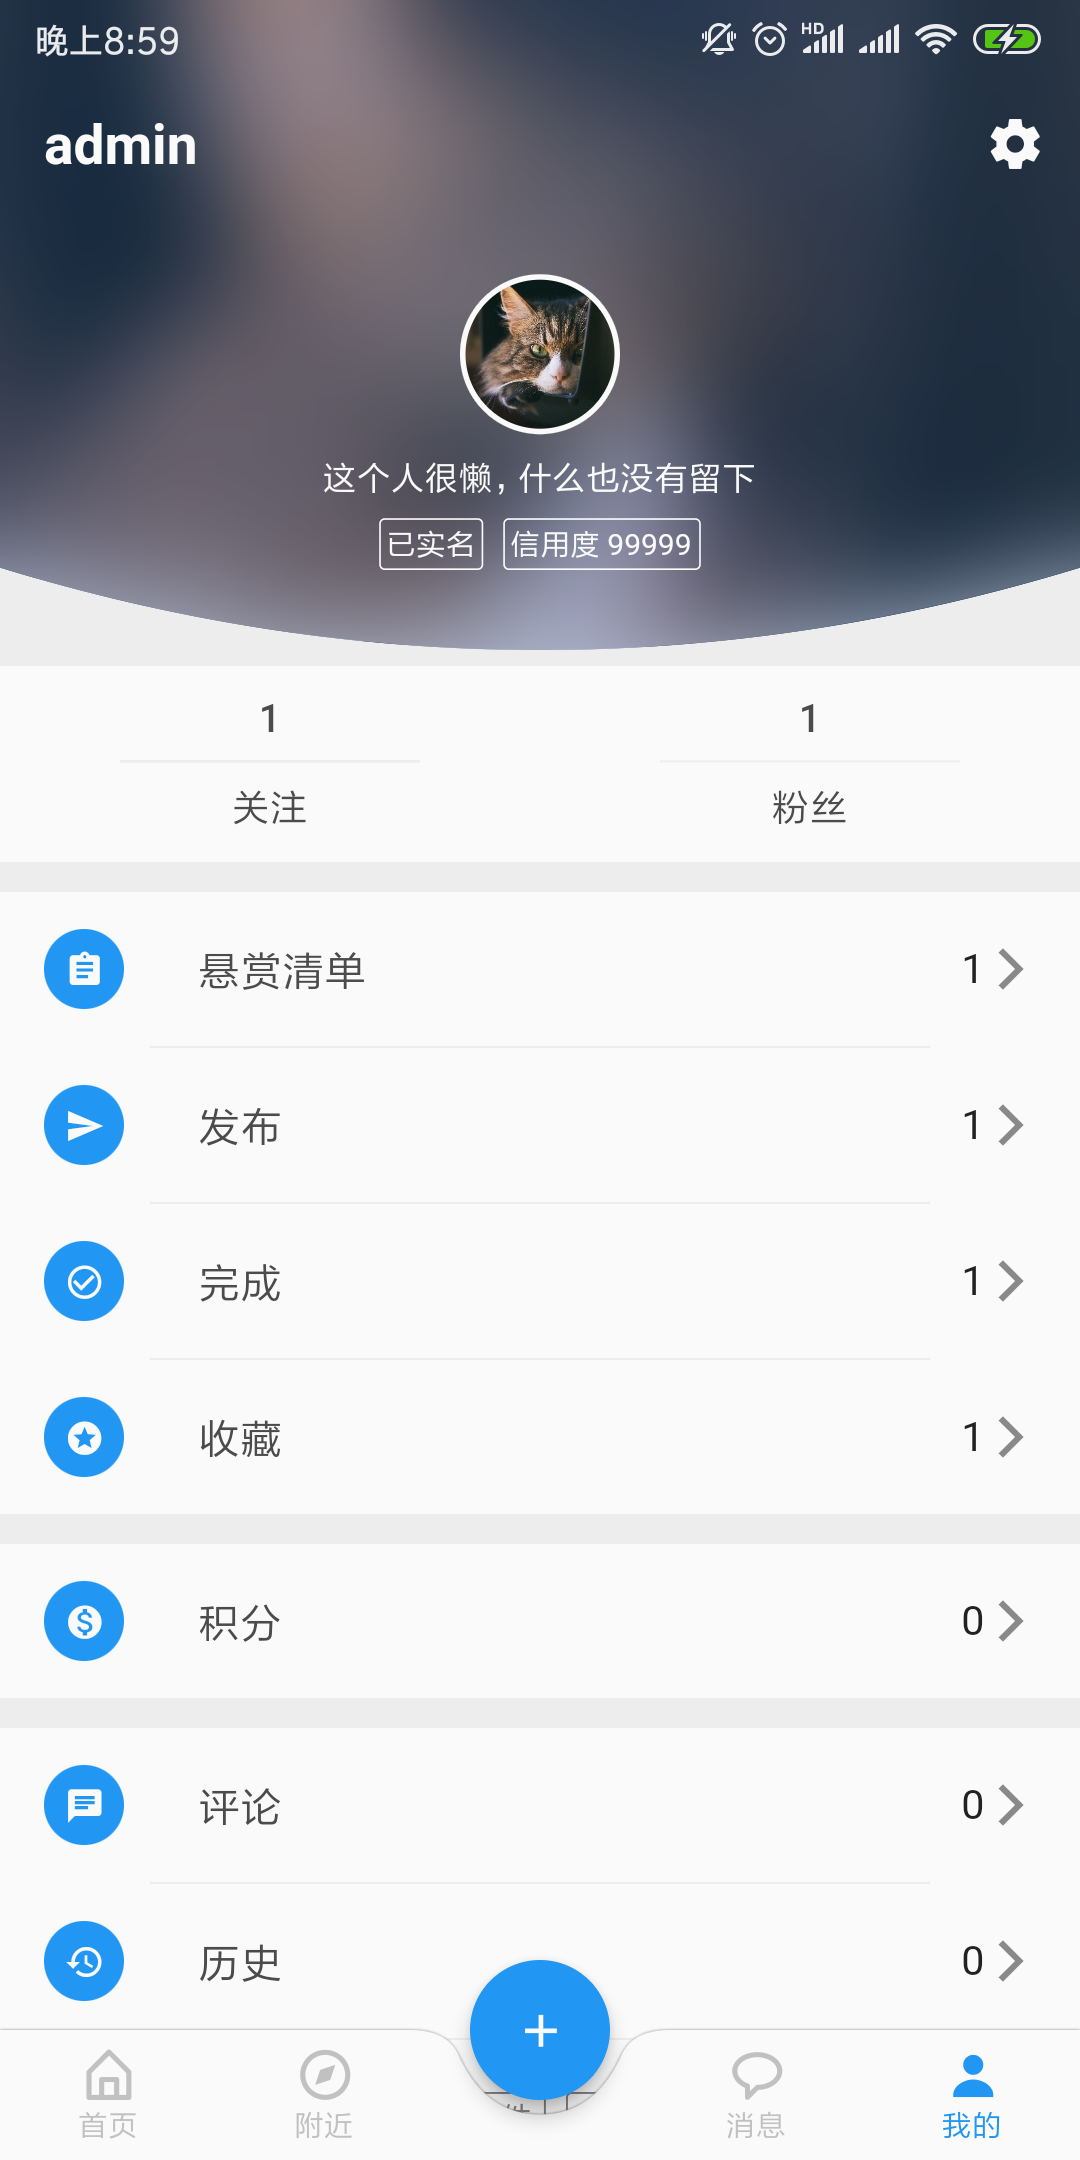 晚上8:59
HD
admin
这个人很懒，什么也没有留下
已实名 信用度 99999
1 1
关注 粉丝
悬赏清单 1
发布 1
完成 1
收藏 1
积分 0
评论 0
历史 0
首页 附近 消息 我的